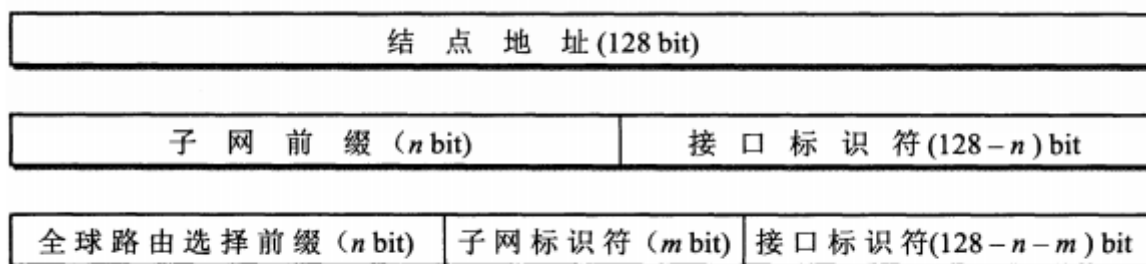 结点地址(128 bit)
子网前缀（n bit) 接口标识符(128 – n ) bit
全球路由选择前缀（n bit) 子网标识符（m bit) 接口标识符(128 – n – m ) bit